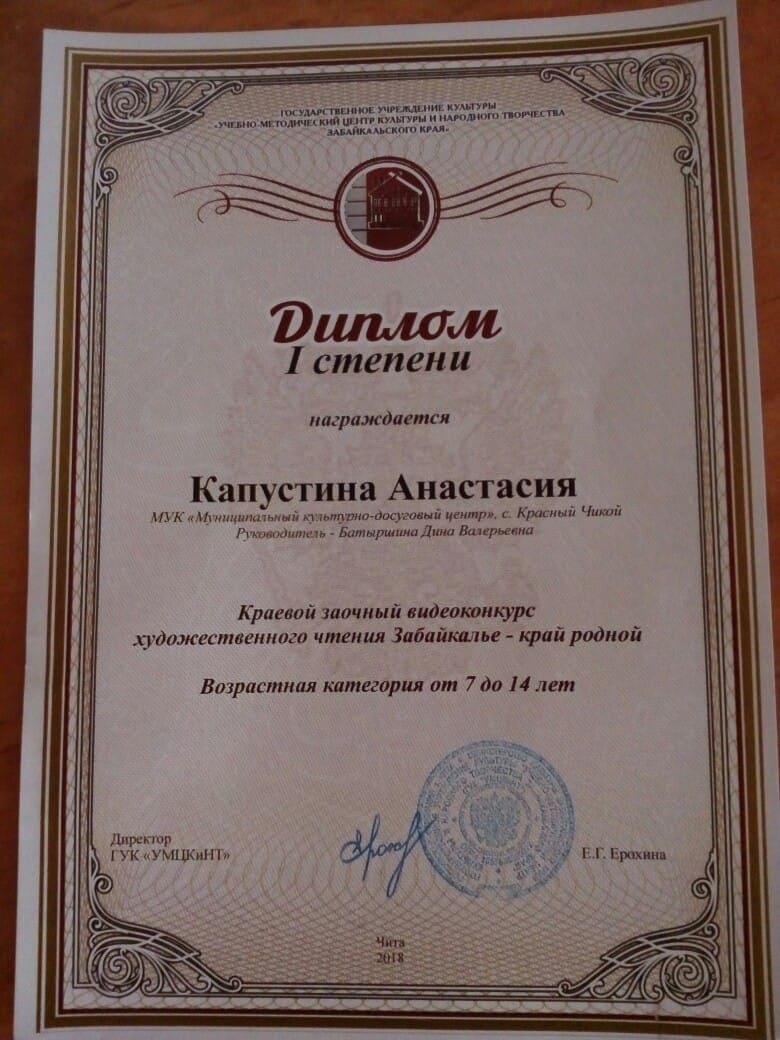 ГОСУДАРСТВЕННОЕ УЧРЕЖДЕНИЕ КУЛЬТУРЫ
«УЧЕБНО-МЕТОДИЧЕСКИЙ ЦЕНТР КУЛЬТУРЫ И НАРОДНОГО ТВОРЧЕСТВА
ЗАБАЙКАЛЬСКОГО КРАЯ»
Диплом
I степени
награждается
Капустина Анастасия
МУК «Муниципальный культурно-досуговый центр», с. Красный Чикой
Руководитель - Батыршина Дина Валерьевна
Краевой заочный видеоконкурс
художественного чтения Забайкалье - край родной
Возрастная категория от 7 до 14 лет
Директор
ГУК «УМЦКиНТ»
Е.Г. Ерохина
Чита
2018